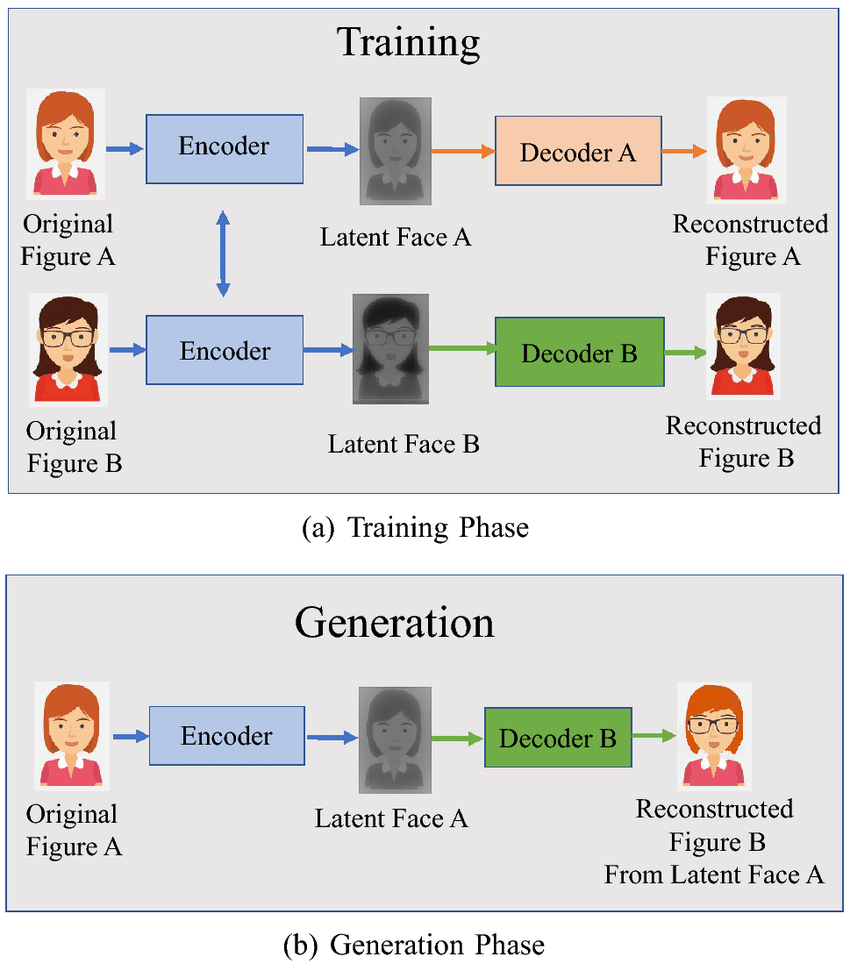 Training
Encoder
Decoder A
Original
Figure A
Latent Face A
Reconstructed
Figure A
Encoder
Decoder B
Original
Figure B
Latent Face B
Reconstructed
Figure B
(a) Training Phase
Generation
Encoder
Decoder B
Original
Figure A
Latent Face A
Reconstructed
Figure B
From Latent Face A
(b) Generation Phase